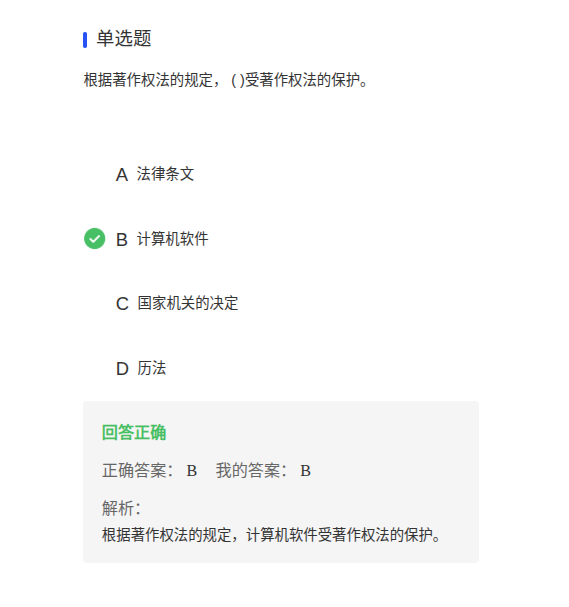 单选题
根据著作权法的规定， ( )受著作权法的保护。
A 法律条文
B 计算机软件
C 国家机关的决定
D 历法
回答正确
正确答案： B 我的答案： B
解析：
根据著作权法的规定，计算机软件受著作权法的保护。